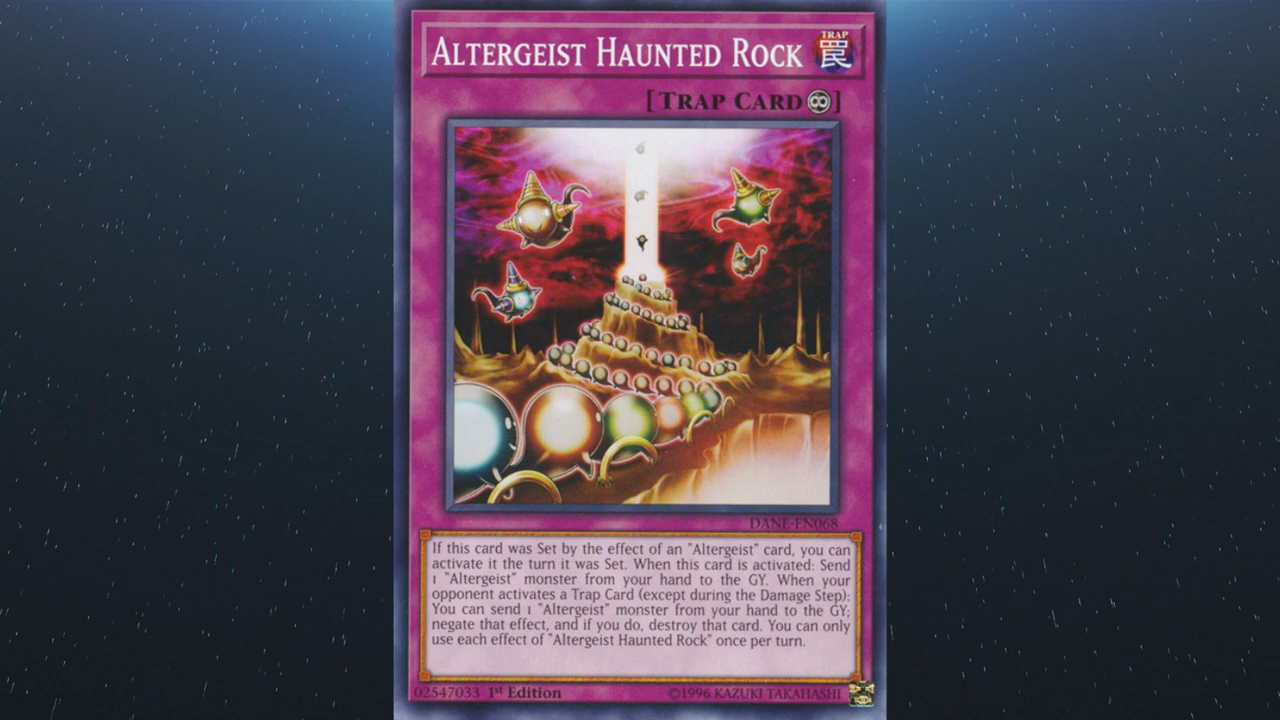 ALTERGEIST HAUNTED ROCK
TRAP
罠
[TRAP CARD ]
DANE-EN068
If this card was Set by the effect of an "Altergeist" card, you can
activate it the turn it was Set. When this card is activated: Send
1 "Altergeist" monster from your hand to the GY. When your
opponent activates a Trap Card (except during the Damage Step):
You can send 1 "Altergeist" monster from your hand to the GY;
negate that effect, and if you do, destroy that card. You can only
use each effect of "Altergeist Haunted Rock" once per turn.
02547033 1st Edition
©1996 KAZUKI TAKAHASHI